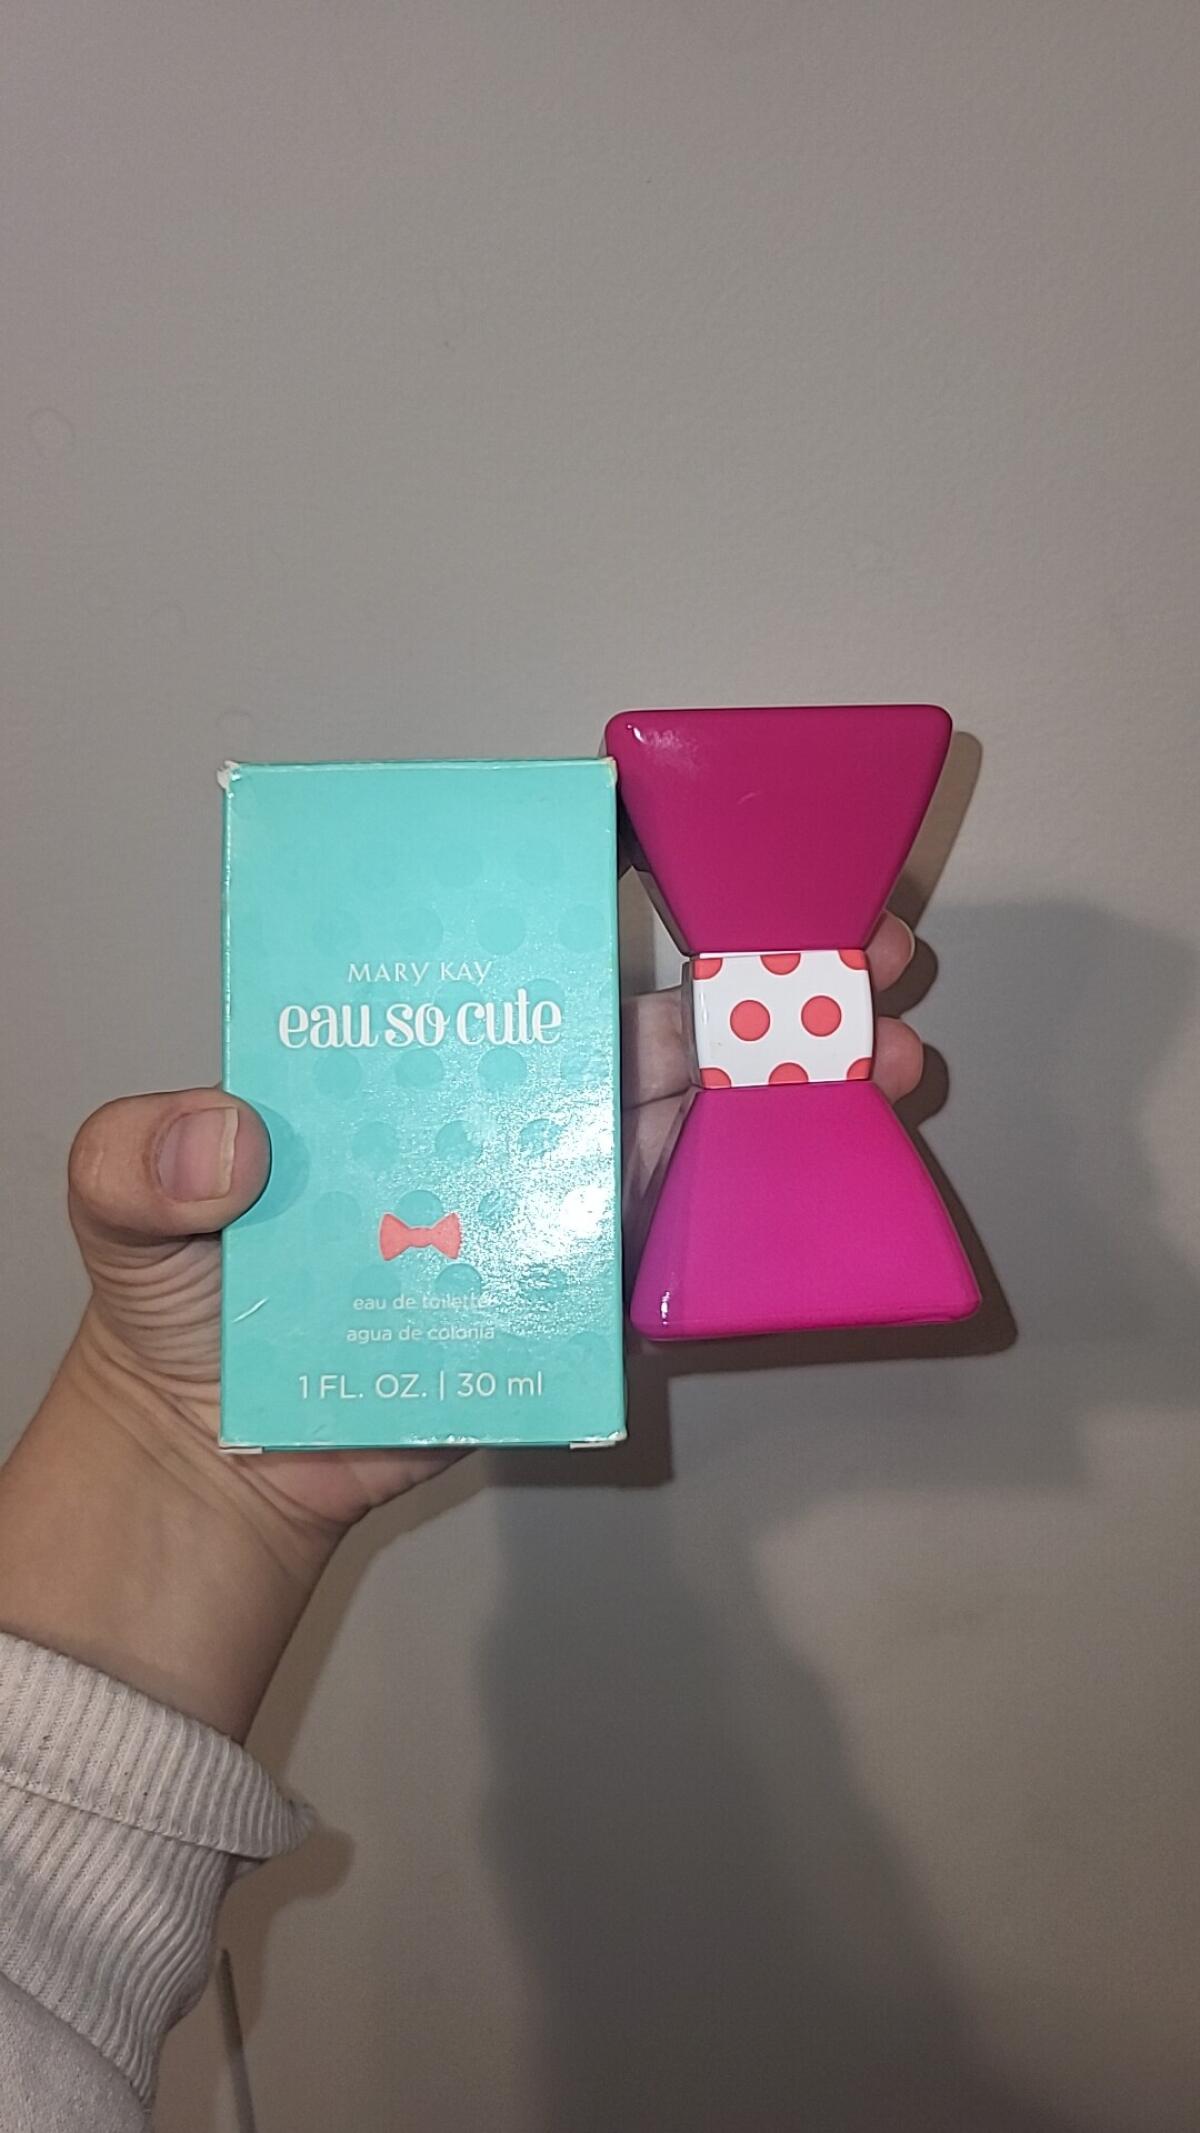 MARY KAY
eau so cute
eau de toilette
agua de colonia
1 FL. OZ. | 30 ml